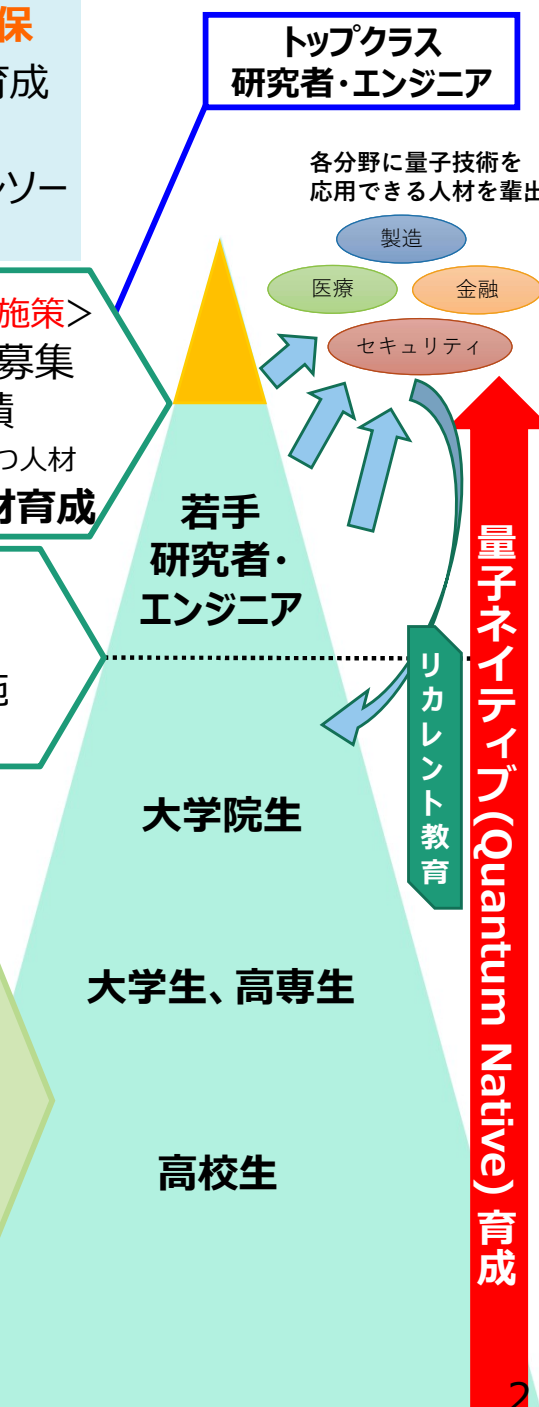 保
育成
ンソー
トップクラス
研究者・エンジニア
各分野に量子技術を
応用できる人材を輩出
製造
医療
金融
セキュリティ
施策>
募集
績
つ人材
材育成
若手
研究者・
エンジニア
施
大学院生
大学生、高専生
高校生
リカレント教育
量子ネイティブ(Quantum Native) 育成
2